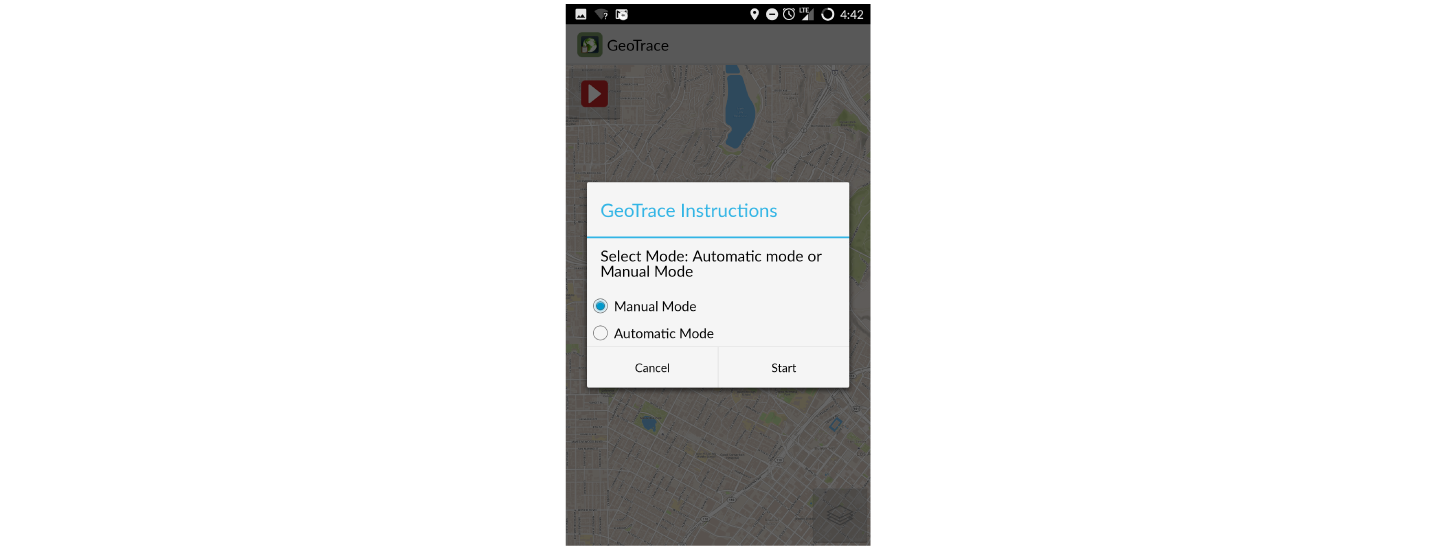 LTE 4:42
GeoTrace
GeoTrace Instructions
Select Mode: Automatic mode or
Manual Mode
Manual Mode
Automatic Mode
Cancel Start